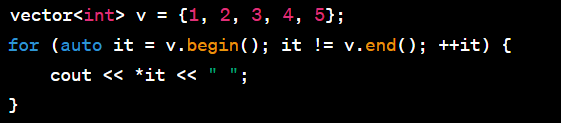 vector<int> v = {1, 2, 3, 4, 5};
for (auto it = v.begin(); it != v.end(); ++it) {
    cout << *it << " ";
}